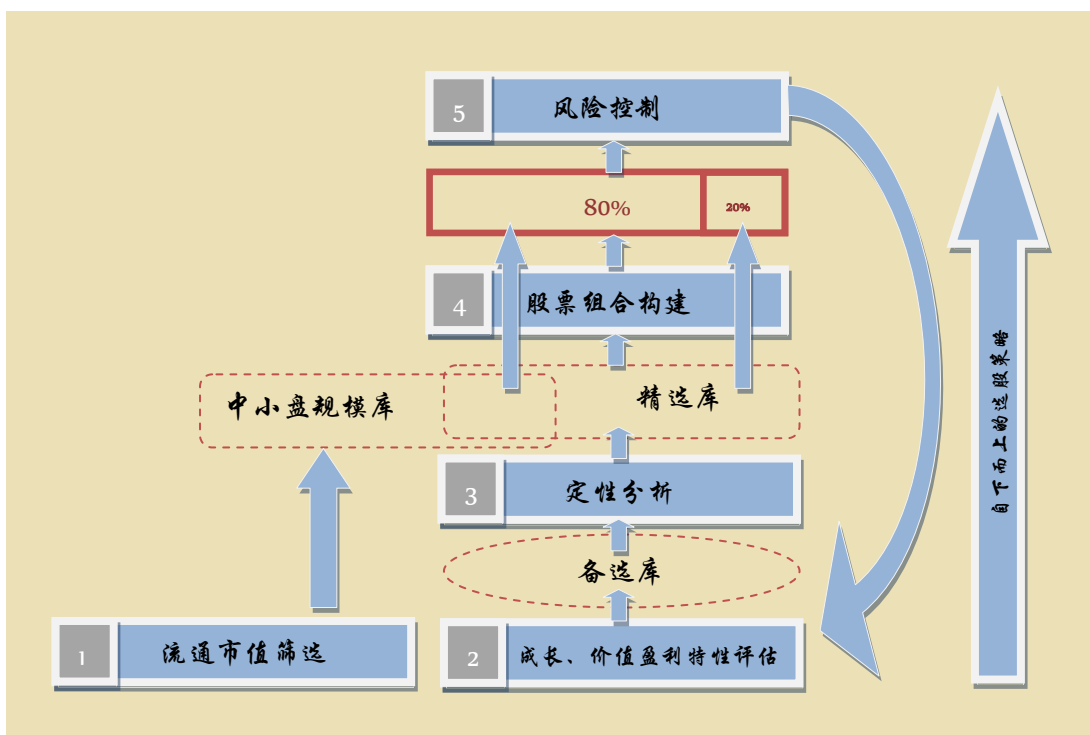 5 风险控制
80% 20%
4 股票组合构建
中小盘规模库 精选库
3 定性分析
备选库
1 流通市值筛选
2 成长、价值盈利特性评估
自下而上的选股策略